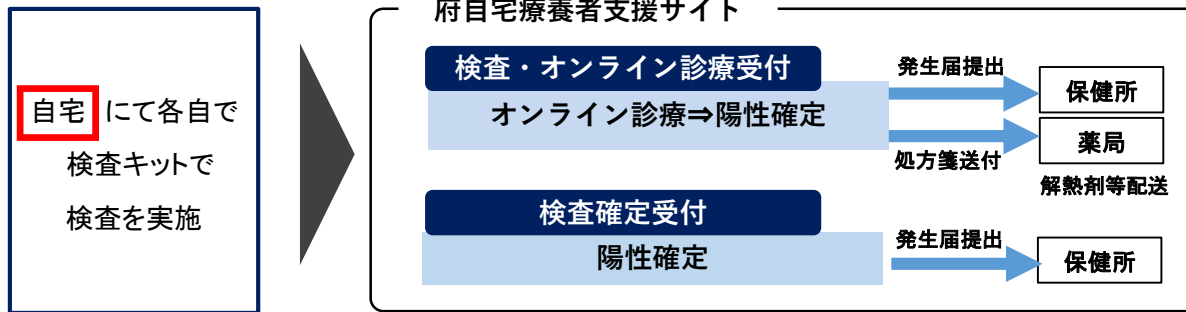 自宅にて各自で
検査キットで
検査を実施
府自宅療養者支援サイト
検査・オンライン診療受付
オンライン診療⇒陽性確定
発生届提出
保健所
処方箋送付
薬局
解熱剤等配送
検査確定受付
陽性確定
発生届提出
保健所